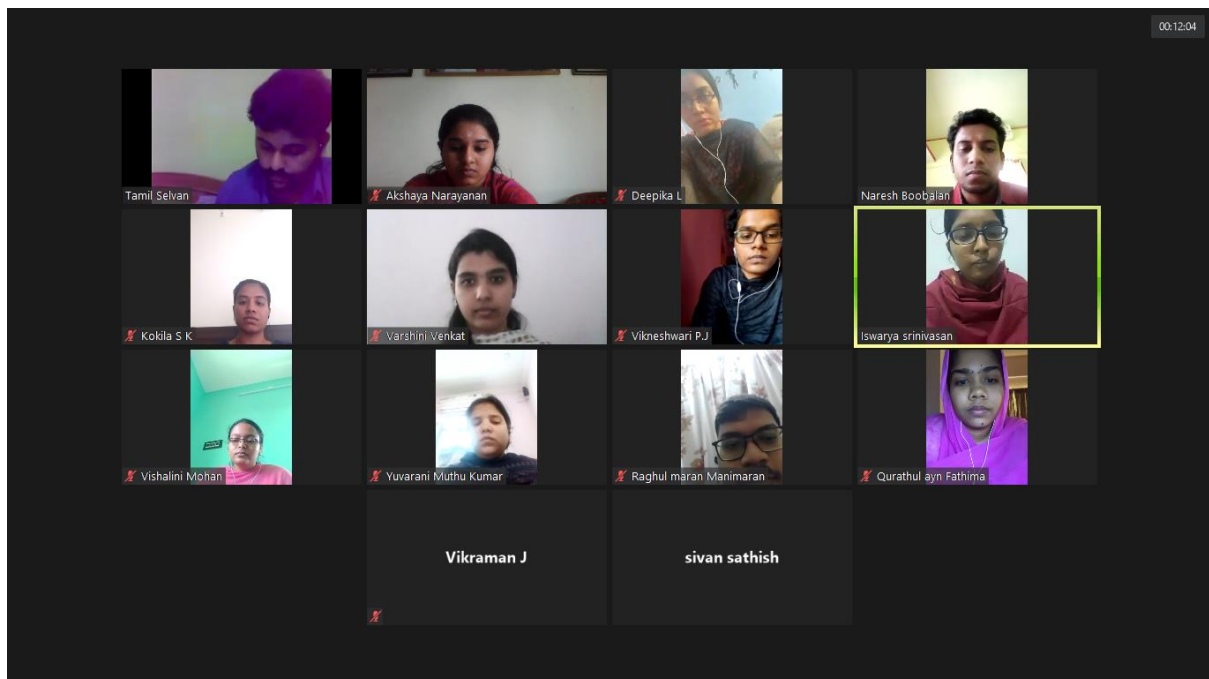 00:12:04
Tamil Selvan
Akshaya Narayanan
Deepika L
Naresh Boobalan
Kokila S K
Varshini Venkat
Vikneshwari P.J
Iswarya srinivasan
Vishalini Mohan
Yuvarani Muthu Kumar
Raghul maran Manimaran
Qurathul ayn Fathima
Vikraman J
sivan sathish